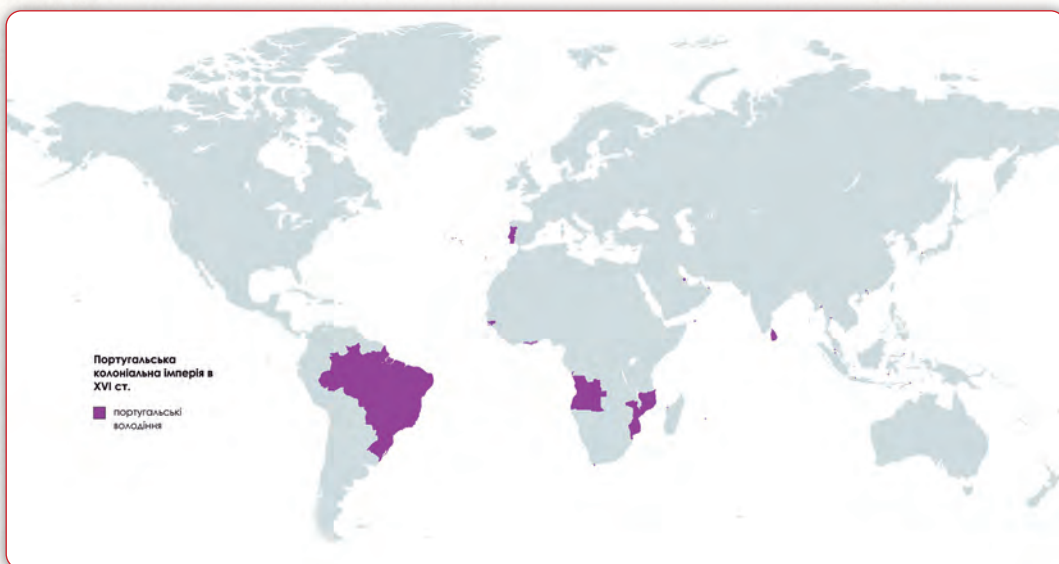 Португальська
колоніальна імперія в
XVI ст.
португальські
володіння